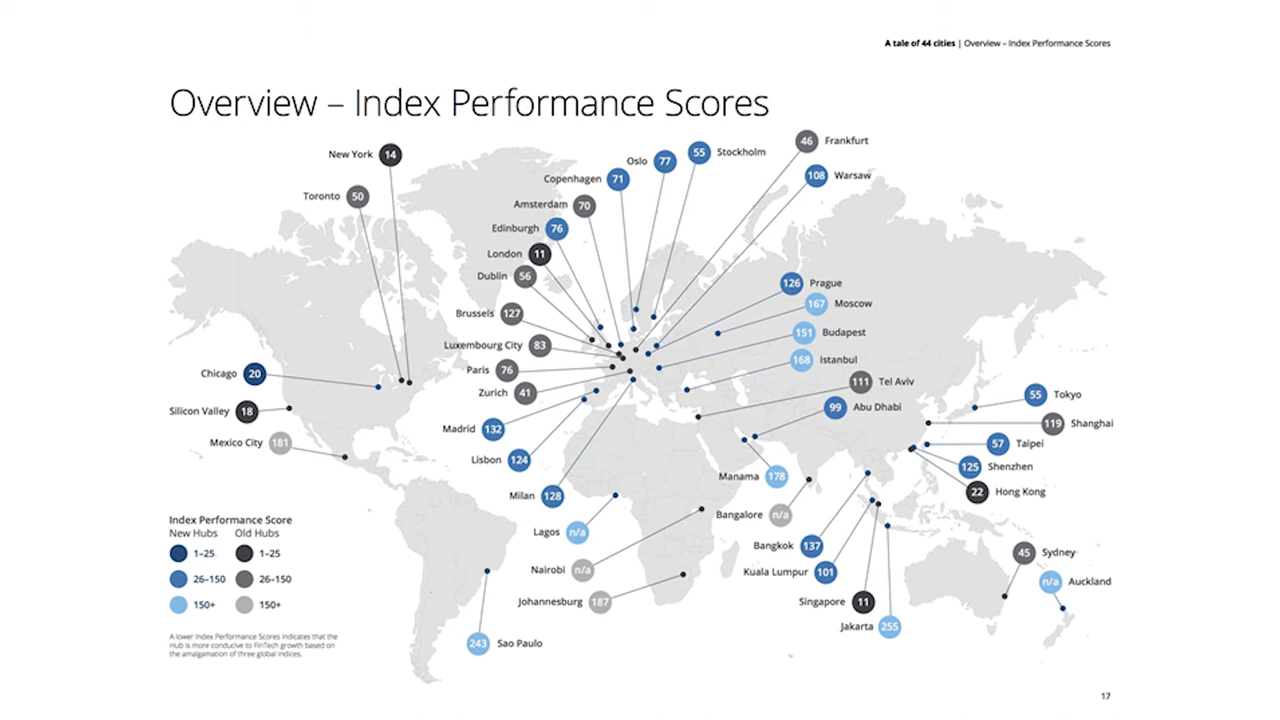 A tale of 44 cities | Overview – Index Performance Scores
Overview – Index Performance Scores
New York 14
Toronto 50
Chicago 20
Silicon Valley 18
Mexico City 181
Frankfurt 46
Stockholm 55
Oslo 77
Warsaw 108
Copenhagen 71
Amsterdam 70
Edinburgh 76
London 11
Dublin 56
Brussels 127
Luxembourg City 83
Paris 76
Zurich 41
Madrid 132
Lisbon 124
Milan 128
Prague 126
Moscow 167
Budapest 151
Istanbul 168
Tel Aviv 111
Abu Dhabi 99
Manama 178
Bangalore n/a
Lagos n/a
Nairobi n/a
Johannesburg 187
Sao Paulo 243
Tokyo 55
Shanghai 119
Taipei 57
Shenzhen 125
Hong Kong 22
Bangkok 137
Kuala Lumpur 101
Singapore 11
Jakarta 255
Sydney 45
Auckland n/a
Index Performance Score
New Hubs Old Hubs
1–25 1–25
26–150 26–150
150+ 150+
A lower Index Performance Scores indicates that the
Hub is more conducive to FinTech growth based on
the amalgamation of three global indices.
17